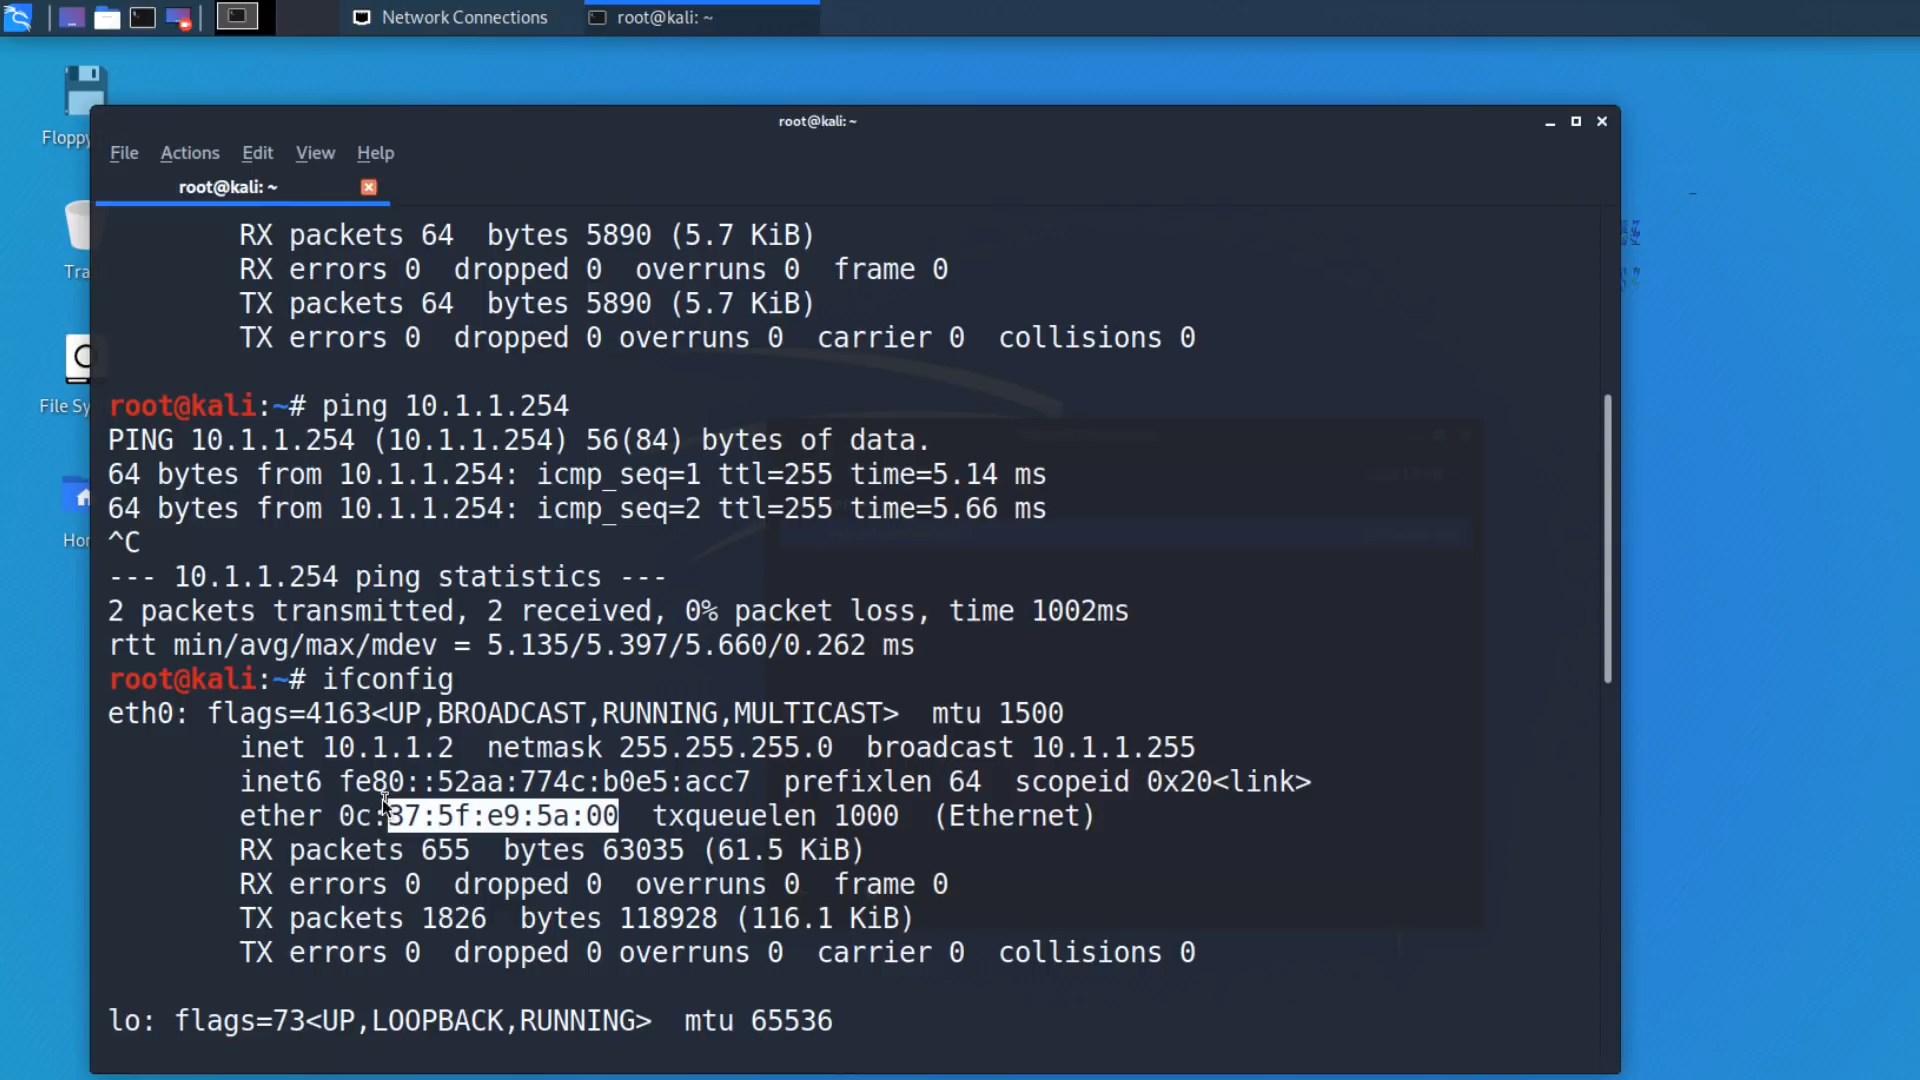 Network Connections
root@kali: ~
Floppy
root@kali: ~
File Actions Edit View Help
root@kali: ~
RX packets 64  bytes 5890 (5.7 KiB)
RX errors 0  dropped 0  overruns 0  frame 0
TX packets 64  bytes 5890 (5.7 KiB)
TX errors 0  dropped 0 overruns 0  carrier 0  collisions 0
Tra
File Sy
Ho
root@kali:~# ping 10.1.1.254
PING 10.1.1.254 (10.1.1.254) 56(84) bytes of data.
64 bytes from 10.1.1.254: icmp_seq=1 ttl=255 time=5.14 ms
64 bytes from 10.1.1.254: icmp_seq=2 ttl=255 time=5.66 ms
^C
--- 10.1.1.254 ping statistics ---
2 packets transmitted, 2 received, 0% packet loss, time 1002ms
rtt min/avg/max/mdev = 5.135/5.397/5.660/0.262 ms
root@kali:~# ifconfig
eth0: flags=4163<UP,BROADCAST,RUNNING,MULTICAST>  mtu 1500
inet 10.1.1.2  netmask 255.255.255.0  broadcast 10.1.1.255
inet6 fe80::52aa:774c:b0e5:acc7  prefixlen 64  scopeid 0x20<link>
ether 0c:37:5f:e9:5a:00  txqueuelen 1000  (Ethernet)
RX packets 655  bytes 63035 (61.5 KiB)
RX errors 0  dropped 0  overruns 0  frame 0
TX packets 1826  bytes 118928 (116.1 KiB)
TX errors 0  dropped 0 overruns 0  carrier 0  collisions 0
lo: flags=73<UP,LOOPBACK,RUNNING>  mtu 65536